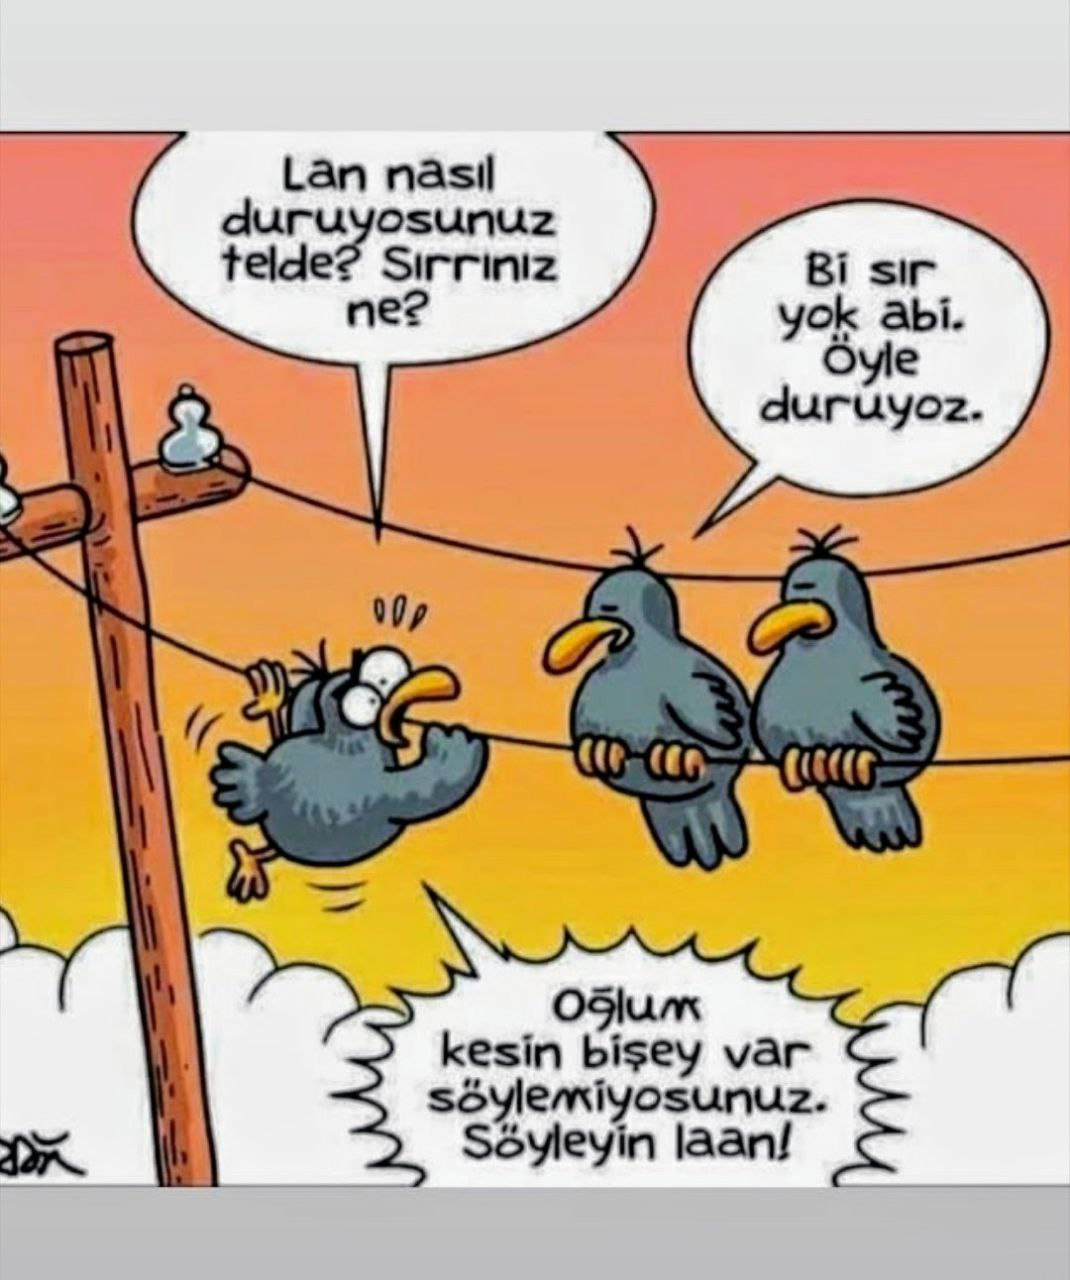 Lan nasıl
duruyosunuz
telde? Sırrınız
ne?
Bi sır
yok abi.
Öyle
duruyoz.
Oğlum
kesin bişey var
söylemiyosunuz.
Söyleyin laan!